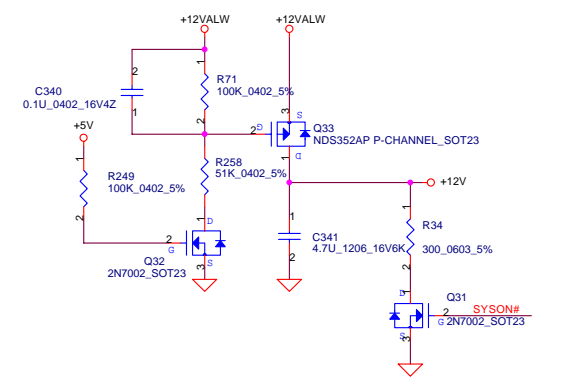 +12VALW
+12VALW
C340
0.1U_0402_16V4Z
2
1
1
R71
100K_0402_5%
2
+5V
1
R249
100K_0402_5%
2
1
R258
51K_0402_5%
2
3
S
2
G
Q33
NDS352AP P-CHANNEL_SOT23
1
D
+12V
1
D
2
G
Q32
2N7002_SOT23
3
S
1
C341
4.7U_1206_16V6K
2
1
R34
300_0603_5%
2
1
D
Q31
2
SYSON#
G
2N7002_SOT23
3
S